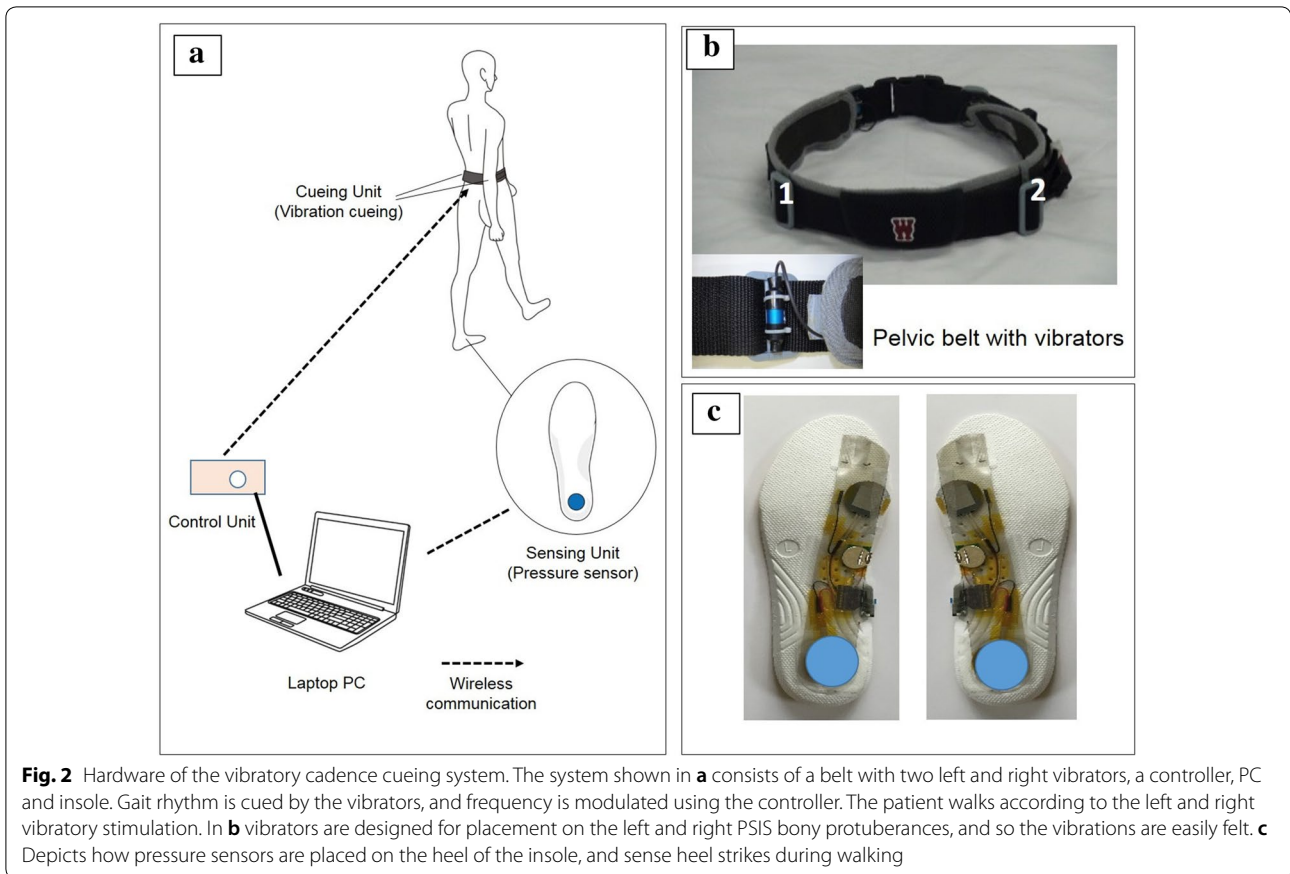 a
Cueing Unit
(Vibration cueing)
Control Unit
Sensing Unit
(Pressure sensor)
Laptop PC
Wireless
communication
b
1
2
W
Pelvic belt with vibrators
c
L
L
Fig. 2 Hardware of the vibratory cadence cueing system. The system shown in a consists of a belt with two left and right vibrators, a controller, PC
and insole. Gait rhythm is cued by the vibrators, and frequency is modulated using the controller. The patient walks according to the left and right
vibratory stimulation. In b vibrators are designed for placement on the left and right PSIS bony protuberances, and so the vibrations are easily felt. c
Depicts how pressure sensors are placed on the heel of the insole, and sense heel strikes during walking